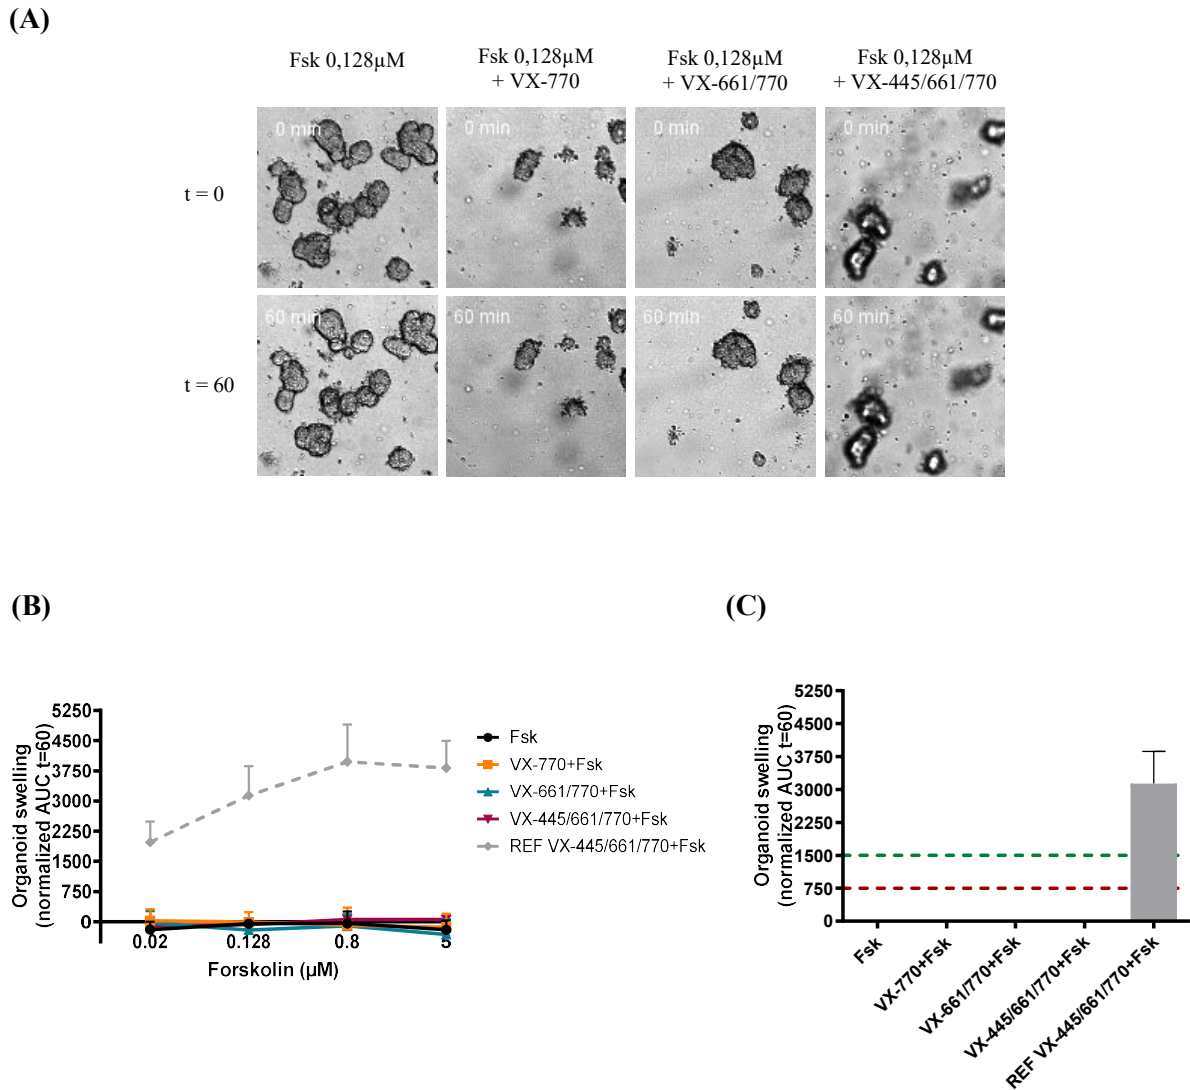 (A)
Fsk 0,128µM
Fsk 0,128µM
+ VX-770
Fsk 0,128µM
+ VX-661/770
Fsk 0,128µM
+ VX-445/661/770
t = 0
0 min
0 min
0 min
0 min
t = 60
60 min
60 min
60 min
60 min
(B)
Organoid swelling
(normalized AUC t=60)
5250
4500
3750
3000
2250
1500
750
0
0.02
0.128
0.8
5
Forskolin (µM)
Fsk
VX-770+Fsk
VX-661/770+Fsk
VX-445/661/770+Fsk
REF VX-445/661/770+Fsk
(C)
Organoid swelling
(normalized AUC t=60)
5250
4500
3750
3000
2250
1500
750
0
Fsk
VX-770+Fsk
VX-661/770+Fsk
VX-445/661/770+Fsk
REF VX-445/661/770+Fsk